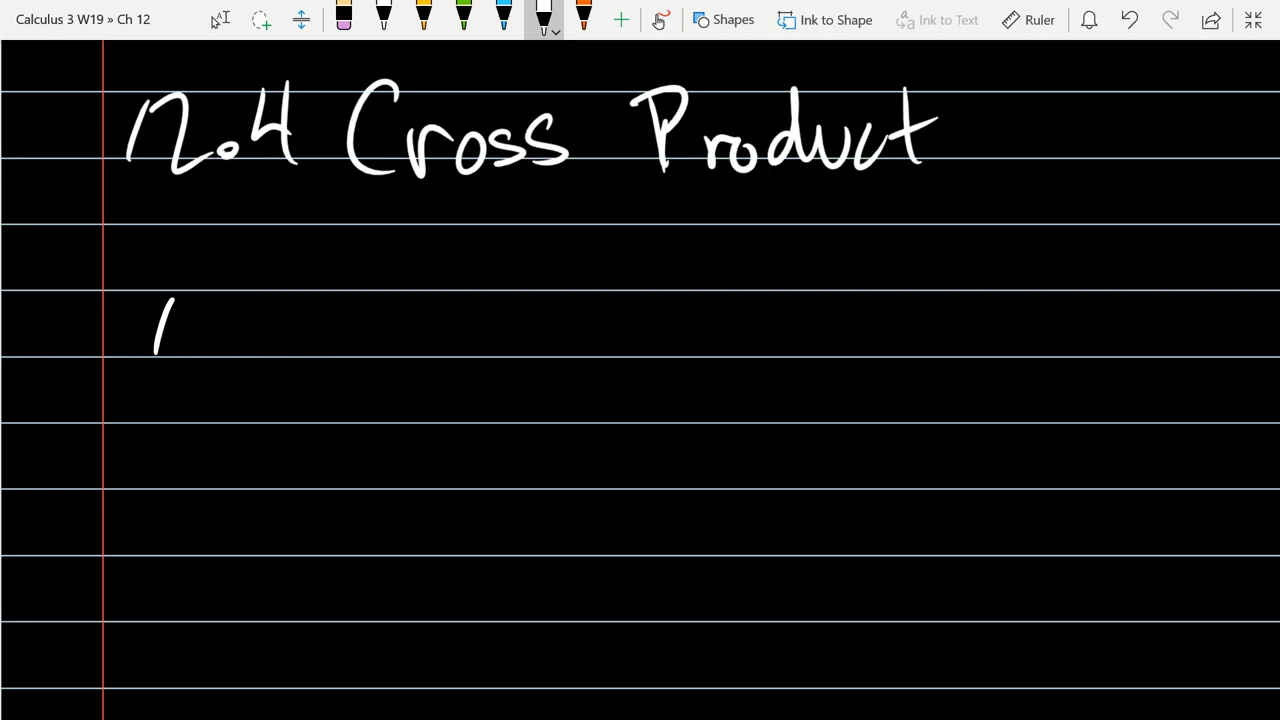 Calculus 3 W19 » Ch 12
Shapes
Ink to Shape
Ink to Text
Ruler
12.4 Cross Product